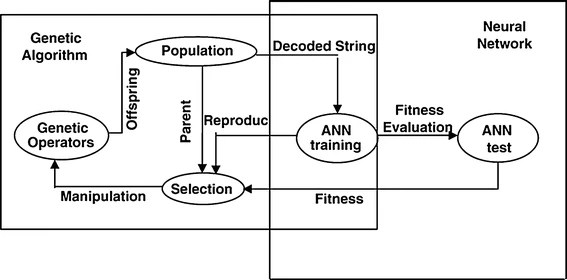 Genetic
Algorithm
Population
Decoded String
Neural
Network
Offspring
Parent
Reproduc
Genetic
Operators
ANN
training
Fitness
Evaluation
ANN
test
Manipulation
Selection
Fitness